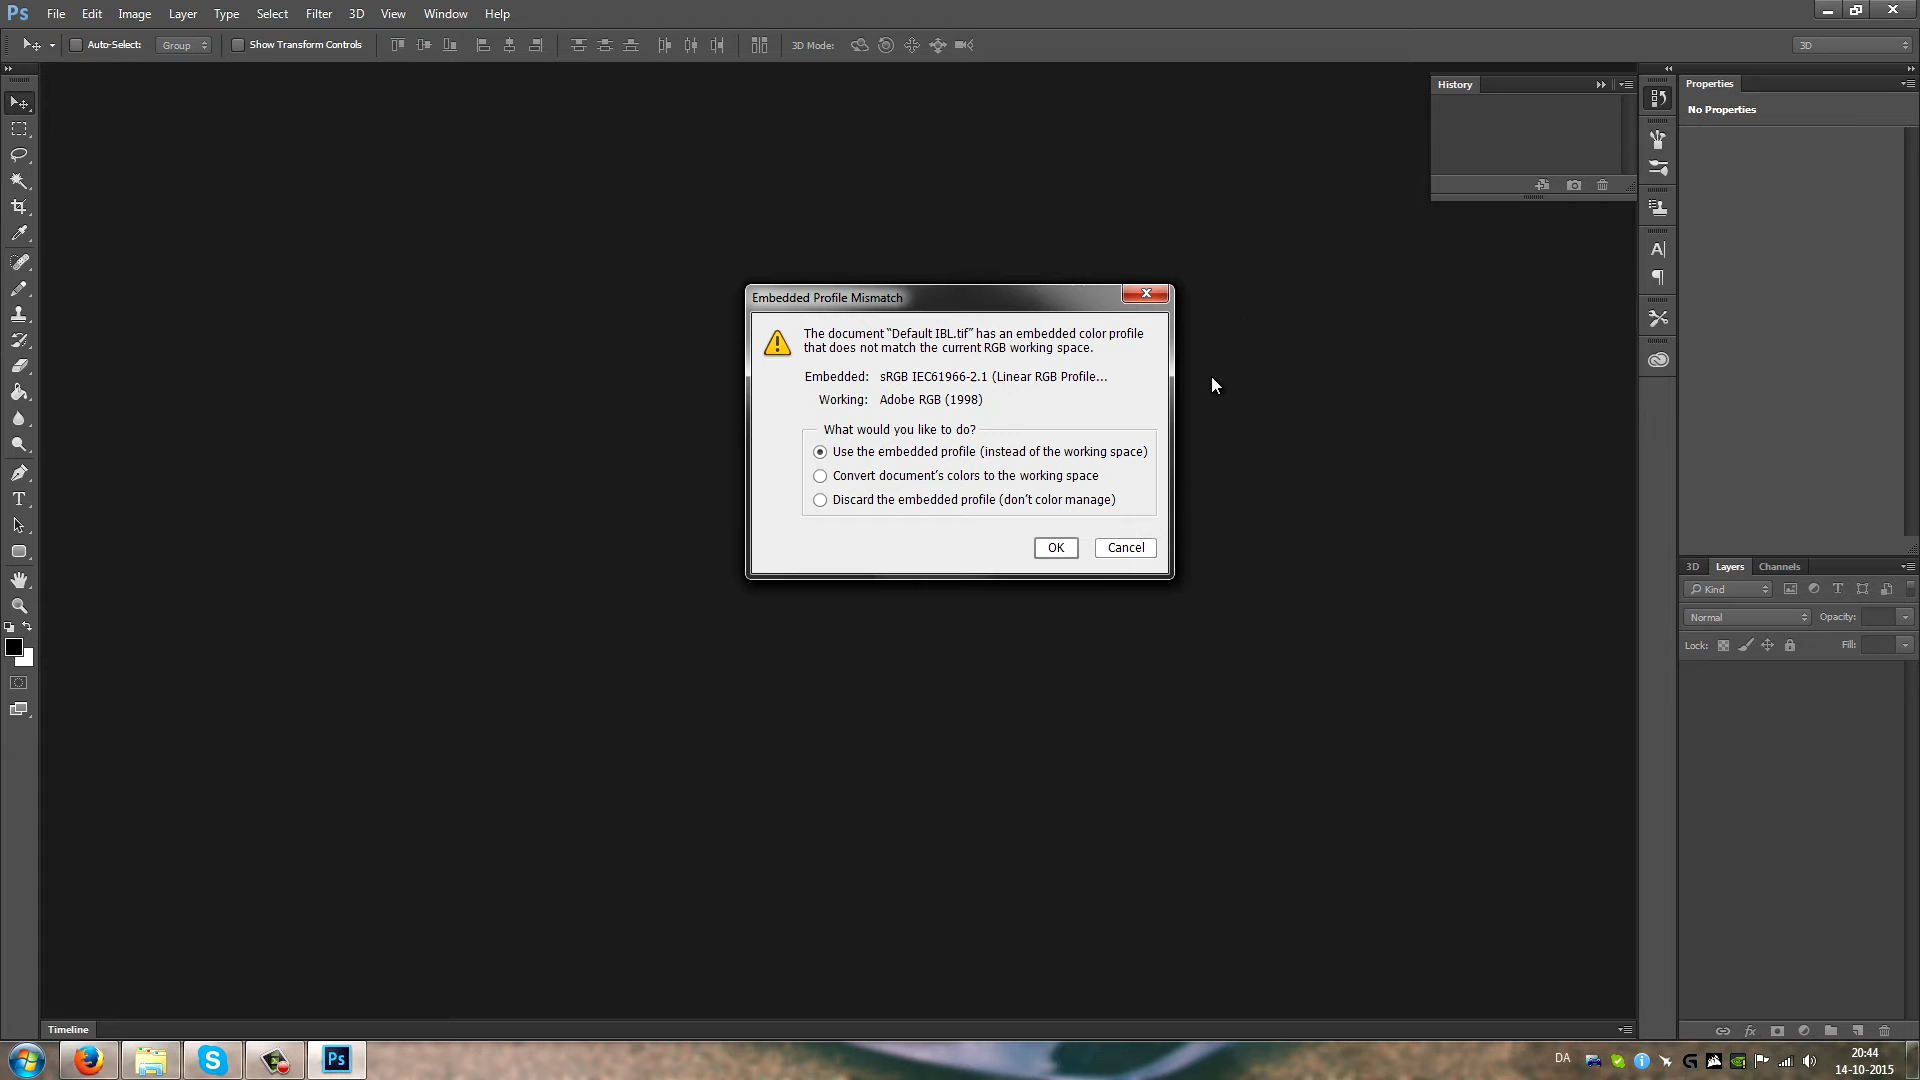 Ps File Edit Image Layer Type Select Filter 3D View Window Help
Auto-Select: Group Show Transform Controls 3D Mode: 3D
History
Properties
No Properties
Embedded Profile Mismatch
The document “Default IBL.tif” has an embedded color profile
that does not match the current RGB working space.
Embedded: sRGB IEC61966-2.1 (Linear RGB Profile...
Working: Adobe RGB (1998)
What would you like to do?
Use the embedded profile (instead of the working space)
Convert document’s colors to the working space
Discard the embedded profile (don’t color manage)
OK Cancel
3D Layers Channels
Kind
Normal Opacity:
Lock: Fill:
Timeline
Ps
DA
20:44
14-10-2015